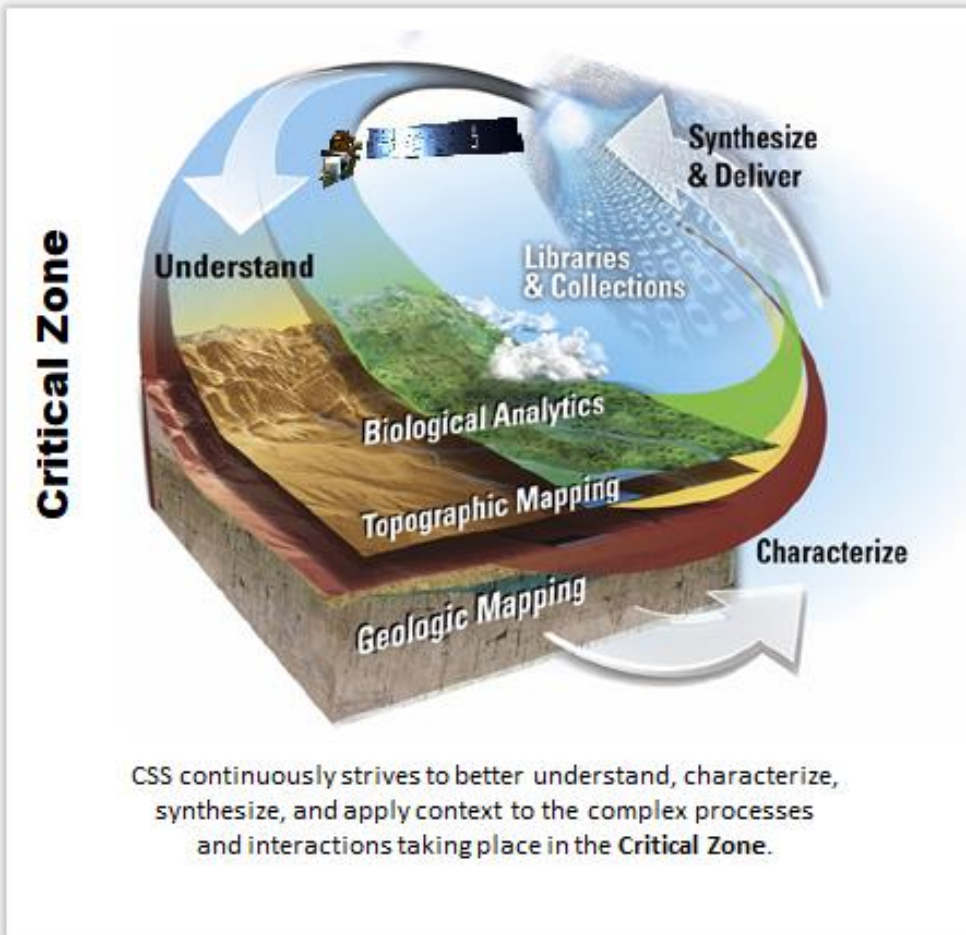 Critical Zone
Synthesize
& Deliver
Understand
Libraries
& Collections
Biological Analytics
Topographic Mapping
Characterize
Geologic Mapping
CSS continuously strives to better understand, characterize,
synthesize, and apply context to the complex processes
and interactions taking place in the Critical Zone.